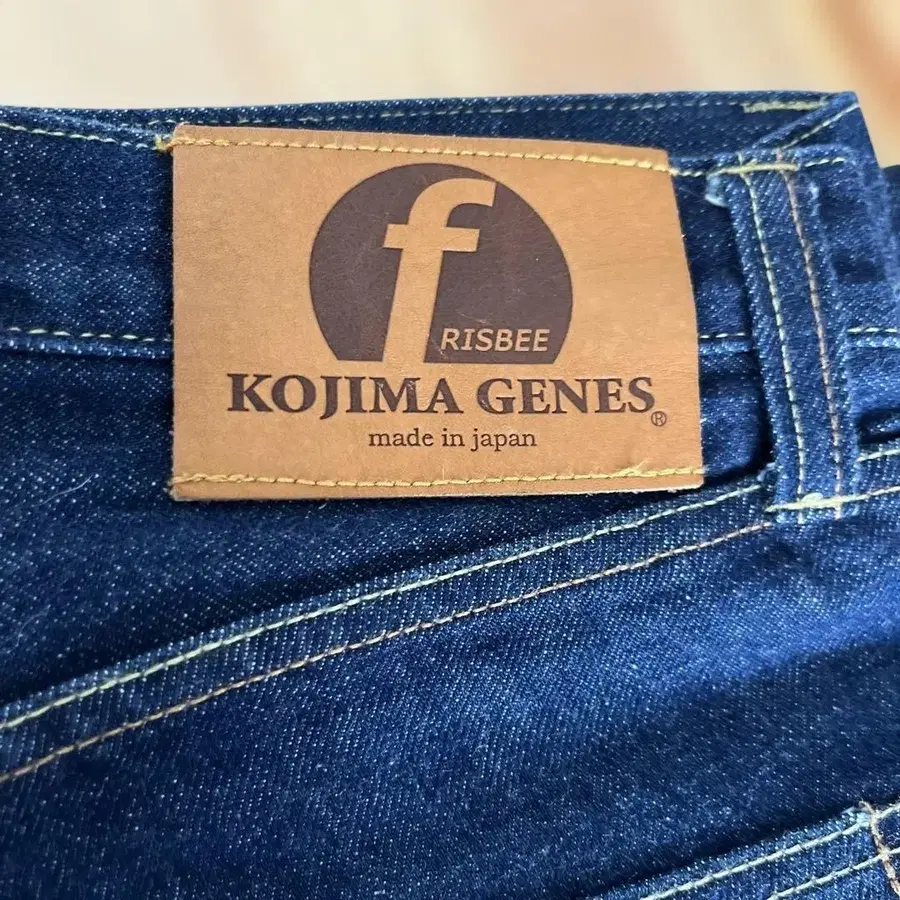 f
RISBEE
KOJIMA GENES®
made in japan